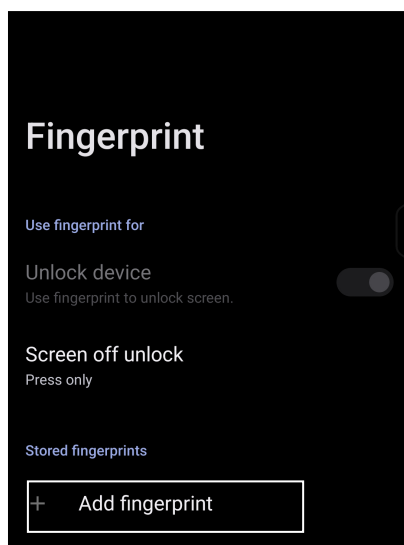 Fingerprint
Use fingerprint for
Unlock device
Use fingerprint to unlock screen.
Screen off unlock
Press only
Stored fingerprints
+ Add fingerprint